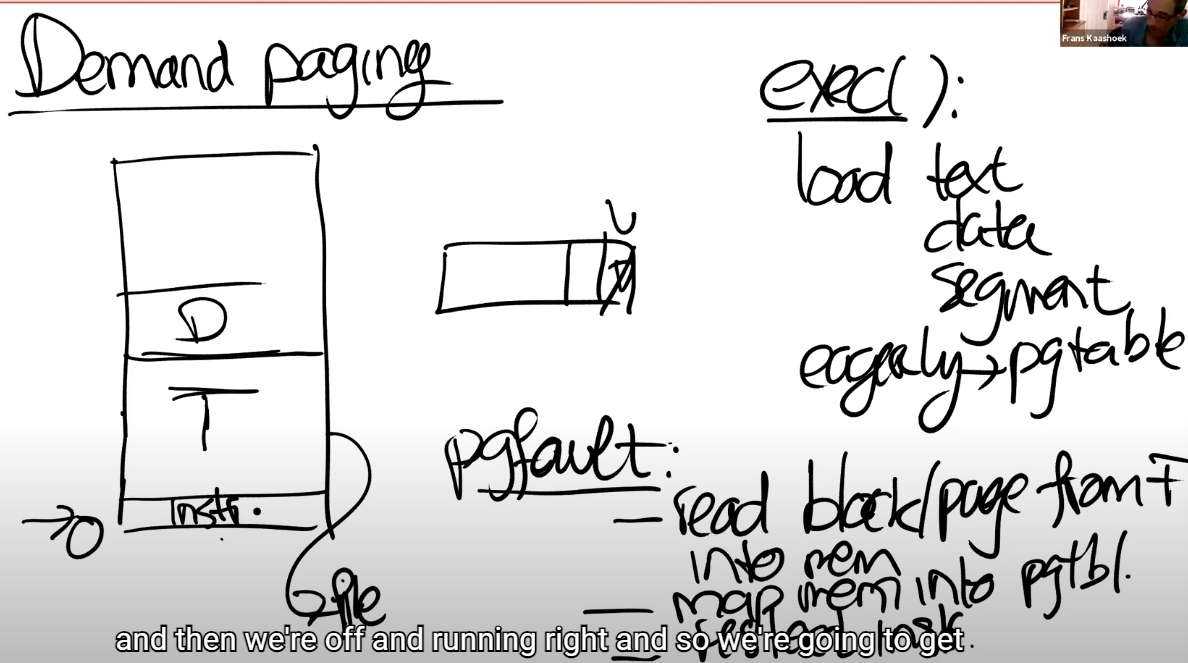 Demand paging
Frans Kaashoek
exec():
load text
data
segment
eagerly → pgtable
V
D
T
Instr.
→ 0
file
pgfault:
– read block/page from F
into mem
– map mem into pgtbl.
– restart instr
and then we're off and running right and so we're going to get